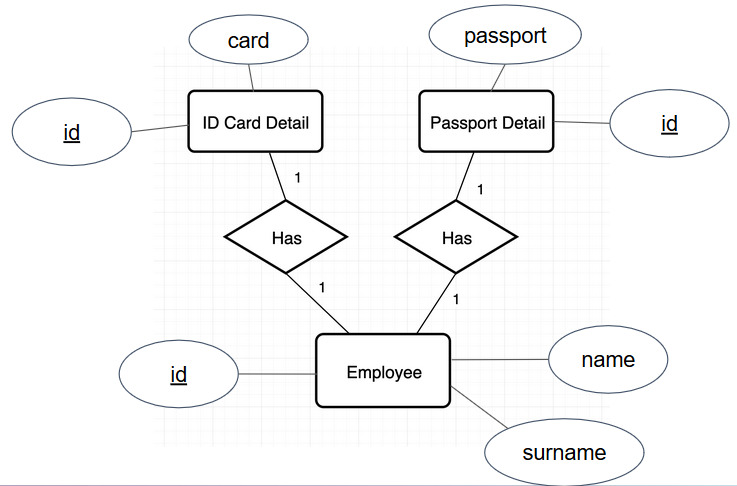 card
passport
id
ID Card Detail
Passport Detail
id
1
1
Has
Has
1
1
id
Employee
name
surname